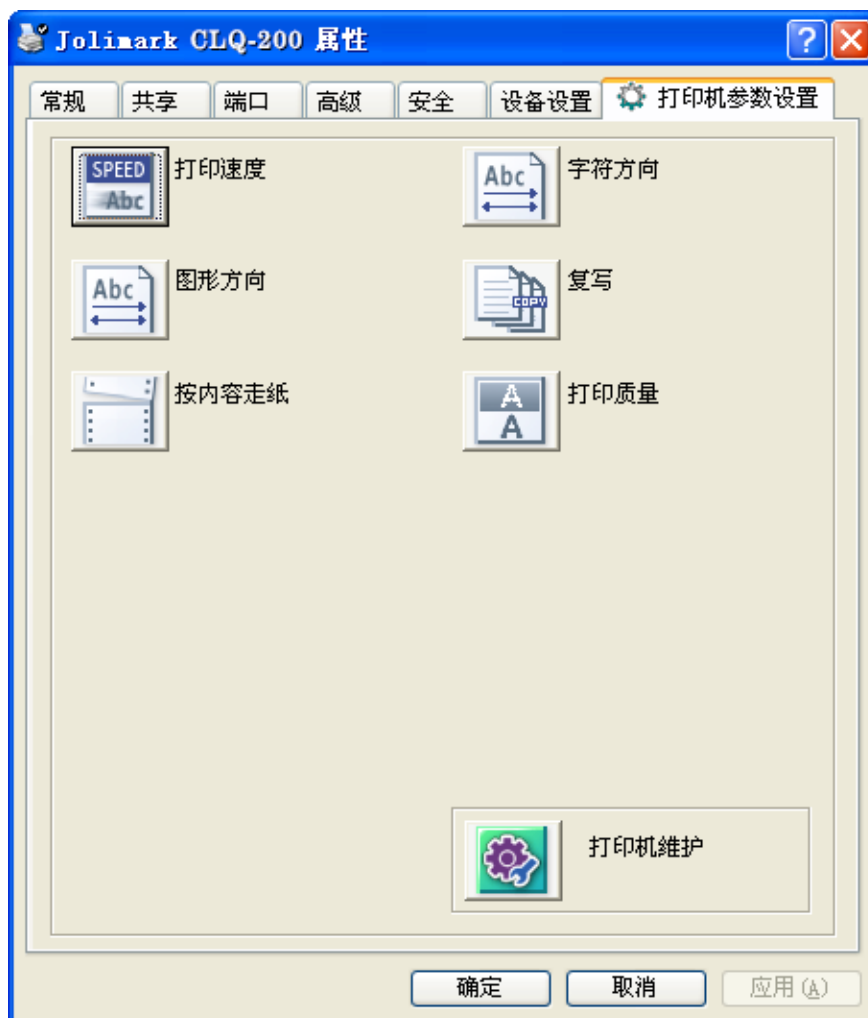 Jolimark CLQ-200 属性
常规 共享 端口 高级 安全 设备设置 打印机参数设置
SPEED Abc 打印速度 Abc 字符方向
Abc 图形方向 COPY 复写
按内容走纸 A A 打印质量
打印机维护
确定 取消 应用(A)